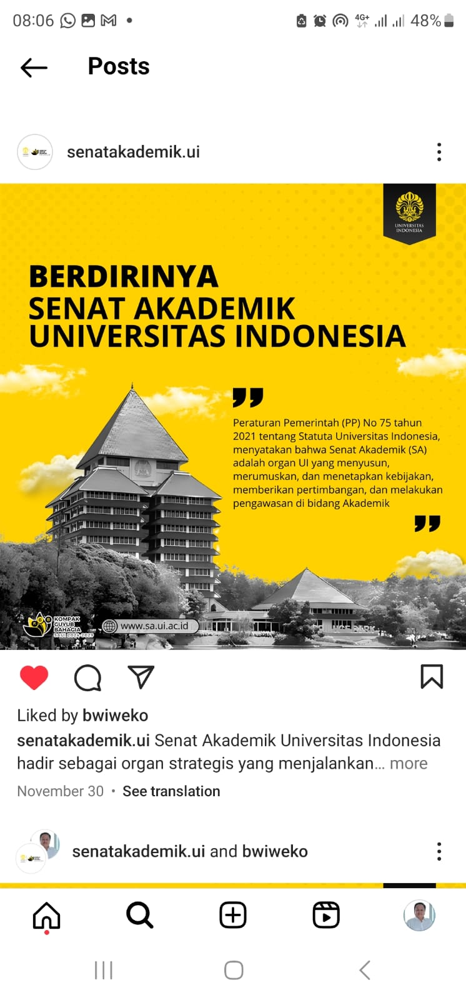 08:06
4G+
48%
Posts
senatakademik.ui
UNIVERSITAS
INDONESIA
BERDIRINYA
SENAT AKADEMIK
UNIVERSITAS INDONESIA
Peraturan Pemerintah (PP) No 75 tahun
2021 tentang Statuta Universitas Indonesia,
menyatakan bahwa Senat Akademik (SA)
adalah organ UI yang menyusun,
merumuskan, dan menetapkan kebijakan,
memberikan pertimbangan, dan melakukan
pengawasan di bidang Akademik
KOMPAK
GUYUB
BAHAGIA
SAUI 2024-2029
www.sa.ui.ac.id
Liked by bwiweko
senatakademik.ui Senat Akademik Universitas Indonesia
hadir sebagai organ strategis yang menjalankan... more
November 30 • See translation
senatakademik.ui and bwiweko